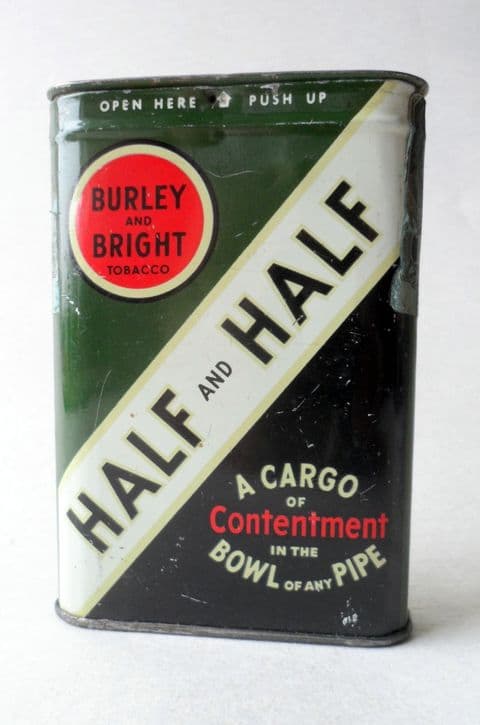 OPEN HERE PUSH UP
BURLEY
AND
BRIGHT
TOBACCO
HALF AND HALF
A CARGO
OF
Contentment
IN THE
BOWL OF ANY PIPE